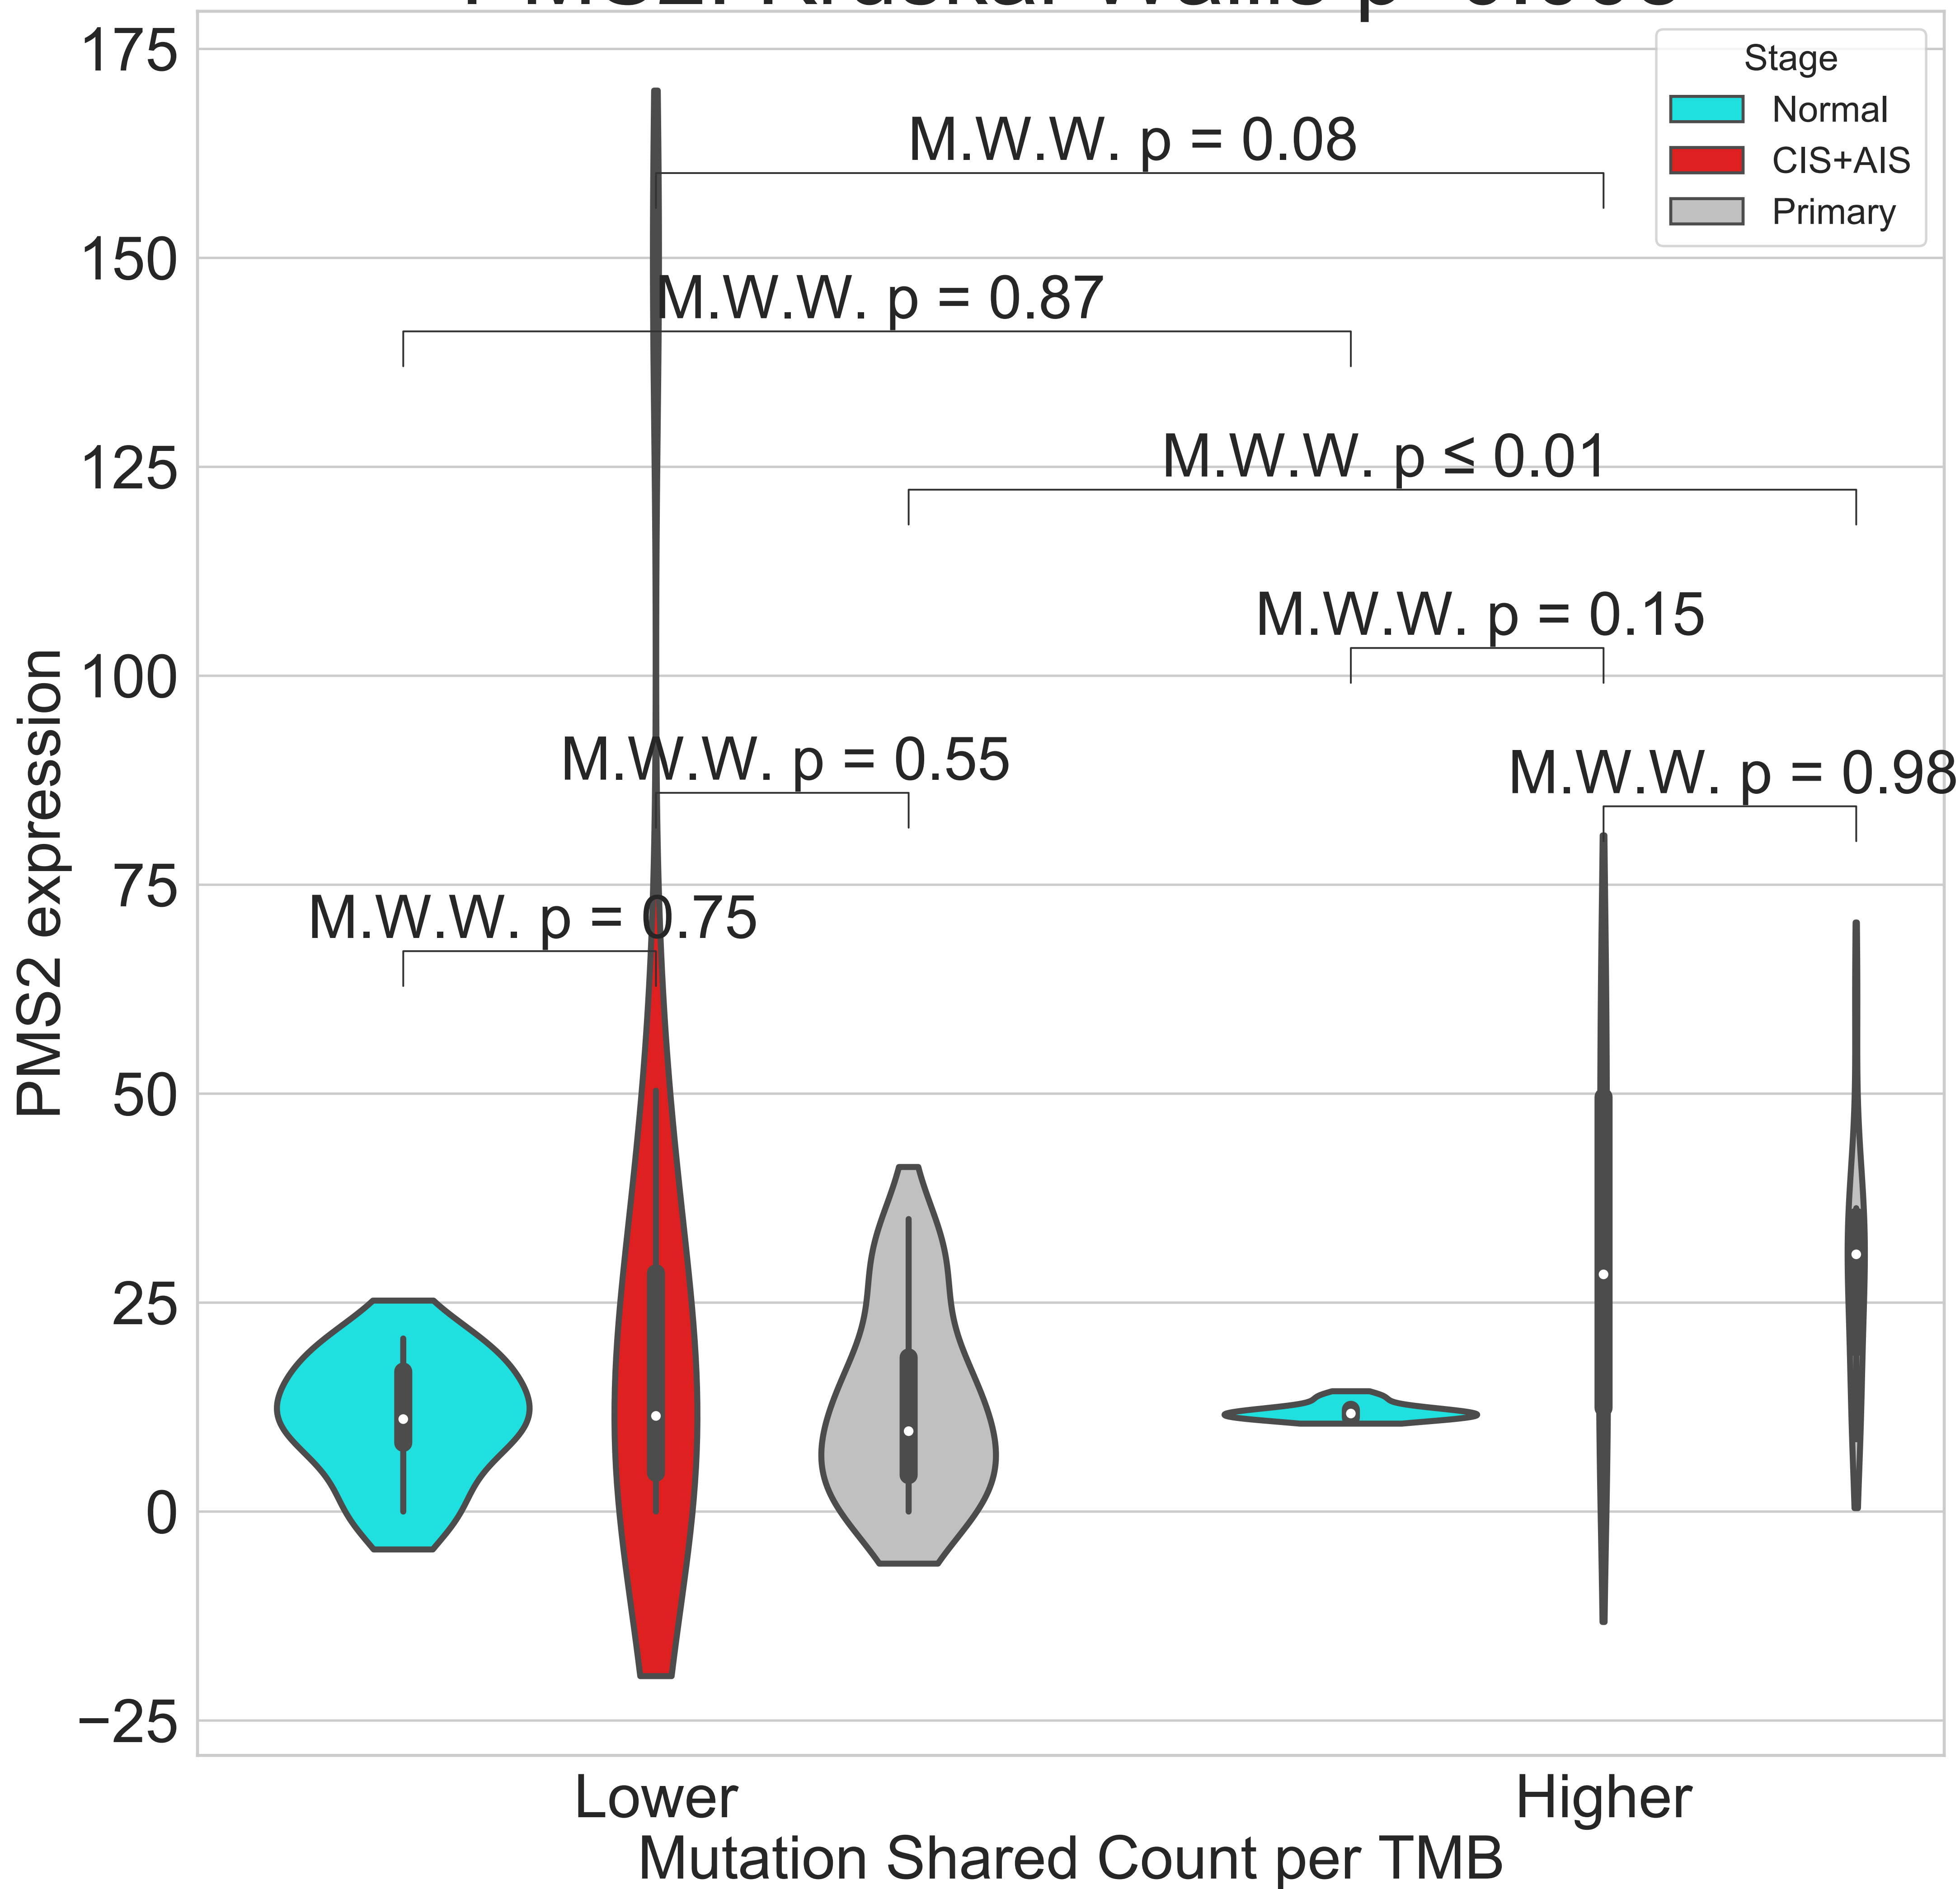 175
150
125
100
75
50
25
0
−25
PMS2 expression
Stage
Normal
CIS+AIS
Primary
M.W.W. p = 0.08
M.W.W. p = 0.87
M.W.W. p ≤ 0.01
M.W.W. p = 0.15
M.W.W. p = 0.55
M.W.W. p = 0.98
M.W.W. p = 0.75
Lower
Higher
Mutation Shared Count per TMB